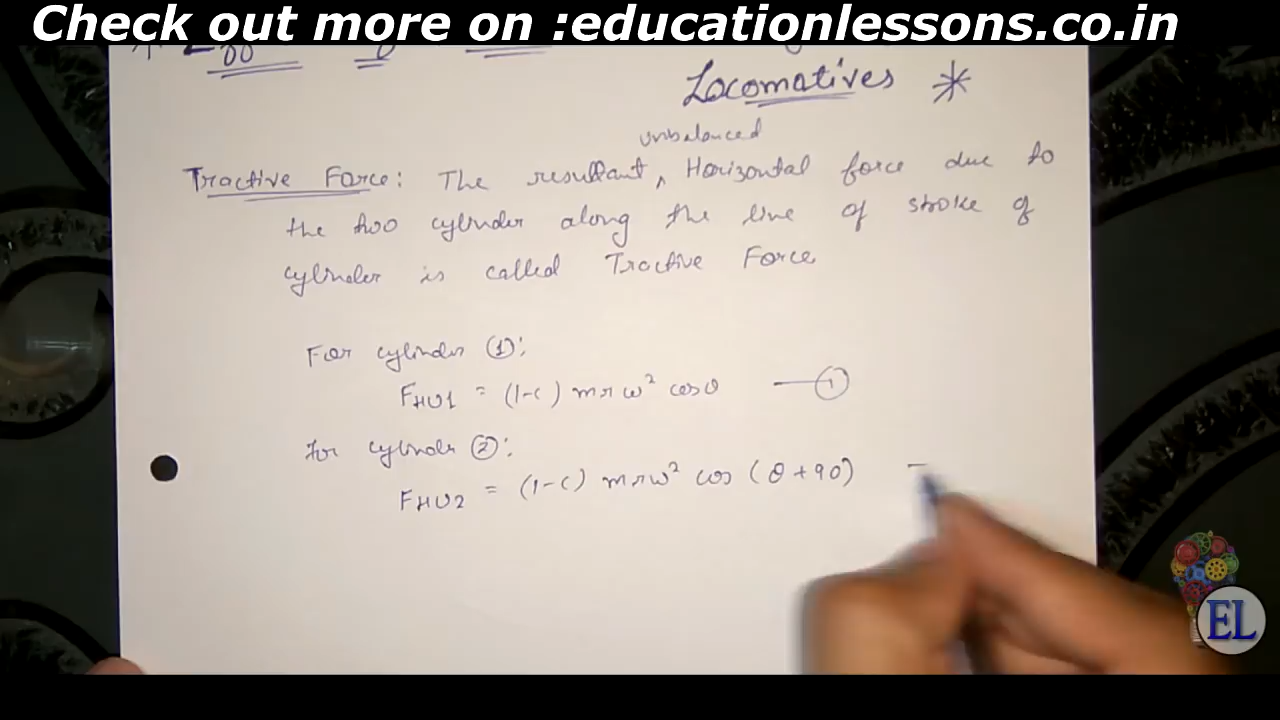 Check out more on :educationlessons.co.in
Locomatives *
unbalanced
Tractive Force: The resultant ^ Horizontal force due to
the two cylinder along the line of stroke of
cylinder is called Tractive Force
For cylinder ①:
FHU1 = (1-c) mrω² cosθ — ①
For cylinder ②:
FHU2 = (1-c) mrω² cos (θ+90)
EL